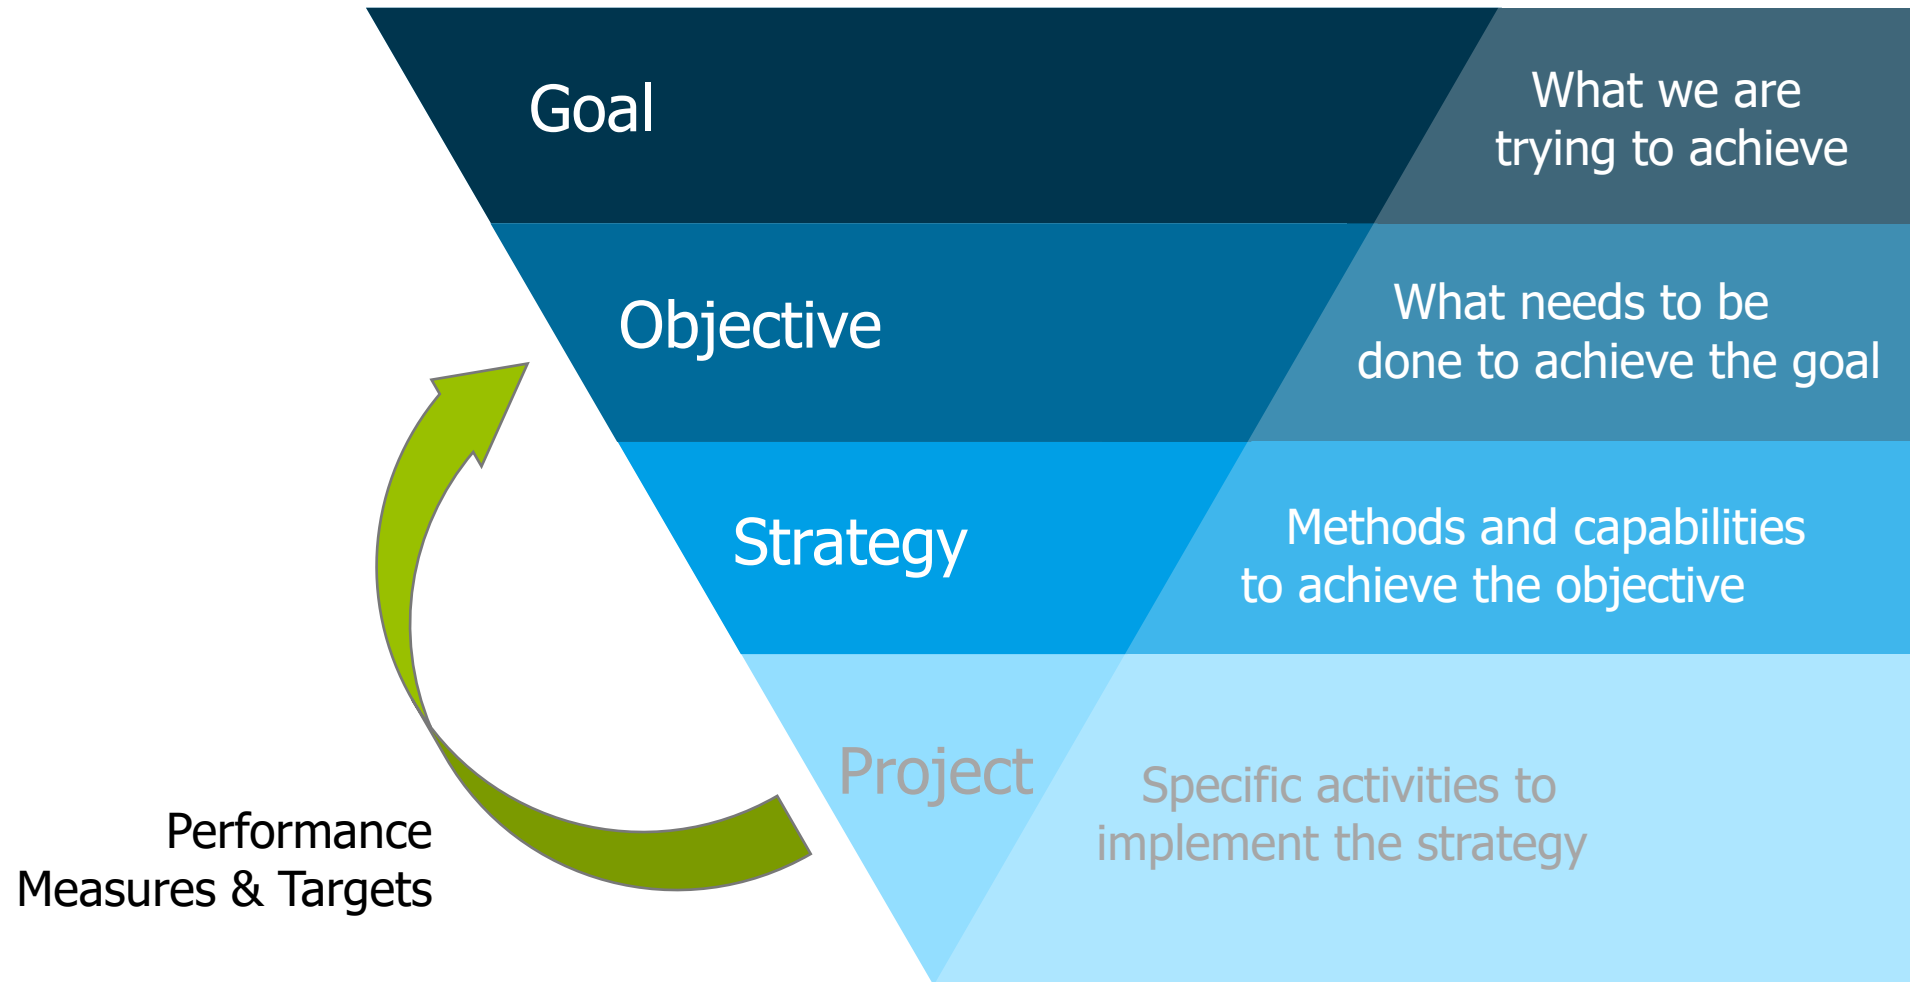 Goal
What we are
trying to achieve
Objective
What needs to be
done to achieve the goal
Strategy
Methods and capabilities
to achieve the objective
Project
Specific activities to
implement the strategy
Performance
Measures & Targets